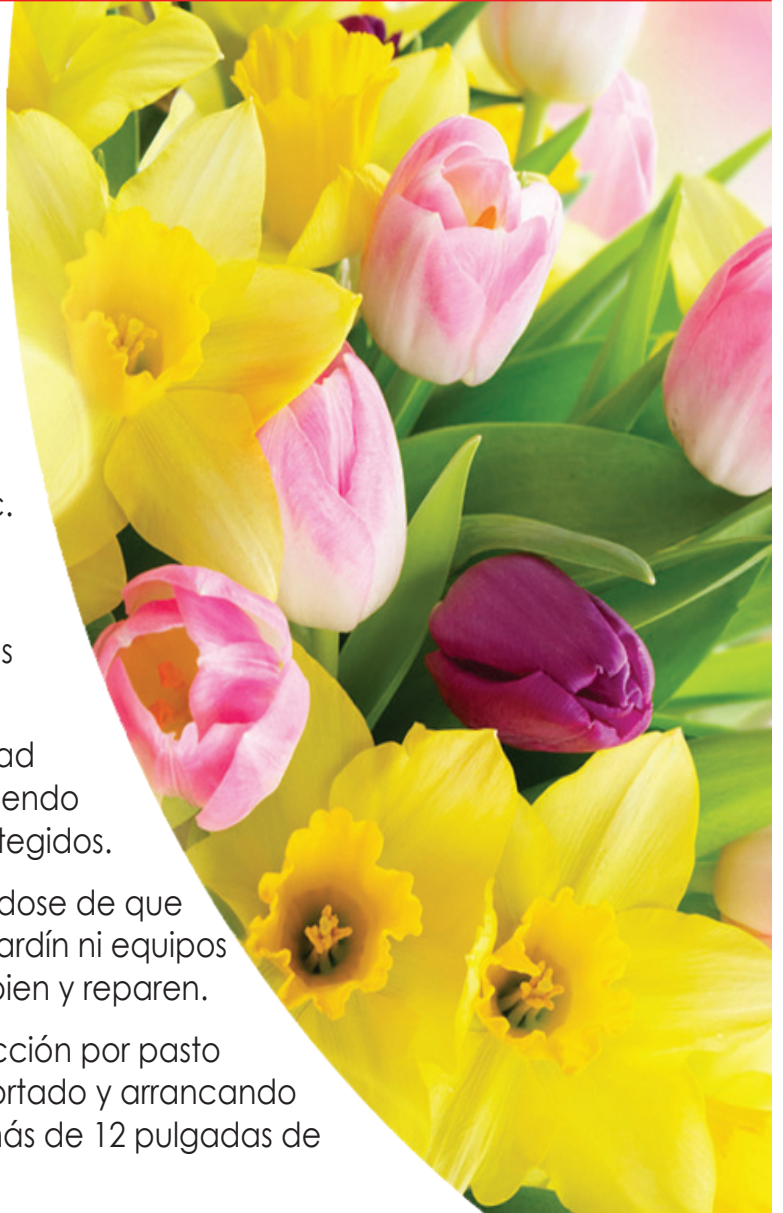 c.
s
ad
endo
tegidos.
dose de que
ardín ni equipos
bien y reparen.
cción por pasto
ortado y arrancando
más de 12 pulgadas de